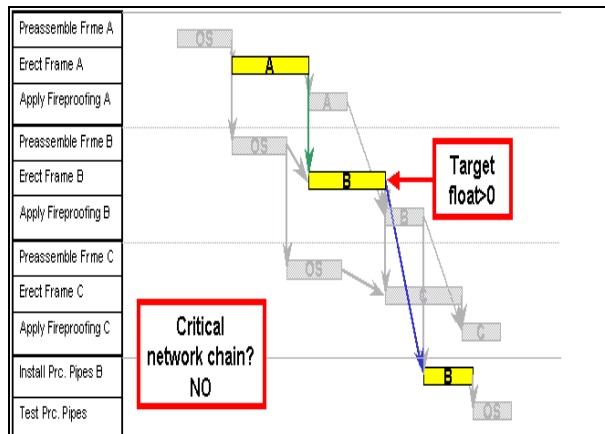 Preassemble Frme A
OS
Erect Frame A
A
Apply Fireproofing A
A
Preassemble Frme B
OS
Erect Frame B
B
Target
float>0
Apply Fireproofing B
B
Preassemble Frme C
OS
Erect Frame C
C
Apply Fireproofing C
C
Critical
network chain?
NO
Install Prc. Pipes B
B
Test Prc. Pipes
OS